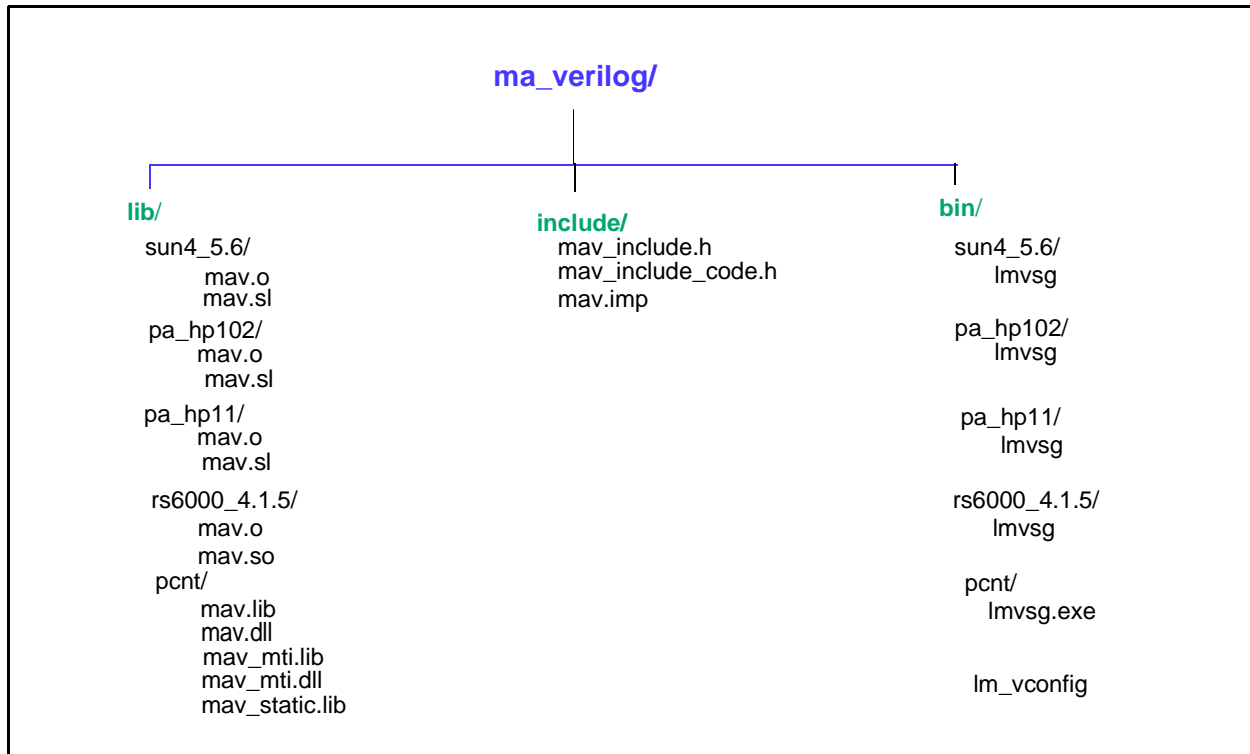 ma_verilog/
lib/
sun4_5.6/
mav.o
mav.sl
pa_hp102/
mav.o
mav.sl
pa_hp11/
mav.o
mav.sl
rs6000_4.1.5/
mav.o
mav.so
pcnt/
mav.lib
mav.dll
mav_mti.lib
mav_mti.dll
mav_static.lib
include/
mav_include.h
mav_include_code.h
mav.imp
bin/
sun4_5.6/
lmvsg
pa_hp102/
lmvsg
pa_hp11/
lmvsg
rs6000_4.1.5/
lmvsg
pcnt/
lmvsg.exe
lm_vconfig